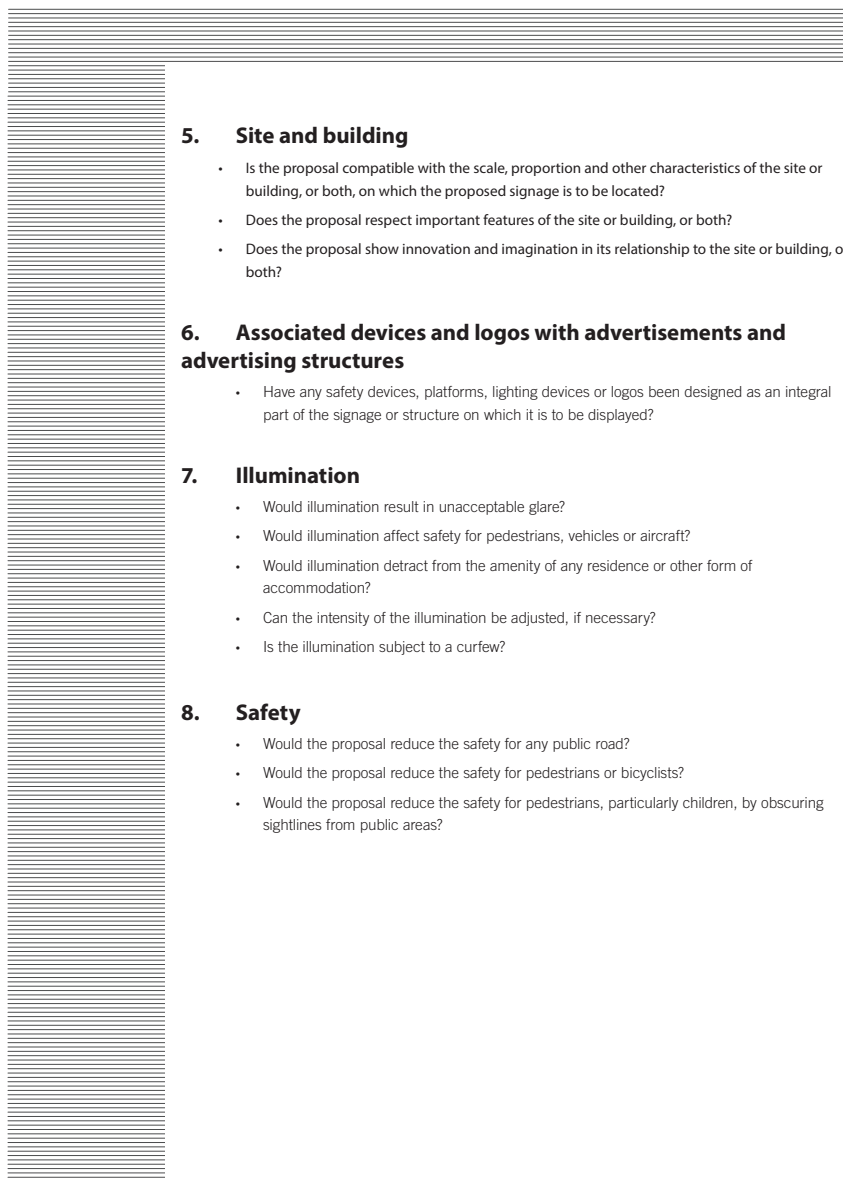 5. Site and building
• Is the proposal compatible with the scale, proportion and other characteristics of the site or
building, or both, on which the proposed signage is to be located?
• Does the proposal respect important features of the site or building, or both?
• Does the proposal show innovation and imagination in its relationship to the site or building, o
both?
6. Associated devices and logos with advertisements and
advertising structures
• Have any safety devices, platforms, lighting devices or logos been designed as an integral
part of the signage or structure on which it is to be displayed?
7. Illumination
• Would illumination result in unacceptable glare?
• Would illumination affect safety for pedestrians, vehicles or aircraft?
• Would illumination detract from the amenity of any residence or other form of
accommodation?
• Can the intensity of the illumination be adjusted, if necessary?
• Is the illumination subject to a curfew?
8. Safety
• Would the proposal reduce the safety for any public road?
• Would the proposal reduce the safety for pedestrians or bicyclists?
• Would the proposal reduce the safety for pedestrians, particularly children, by obscuring
sightlines from public areas?